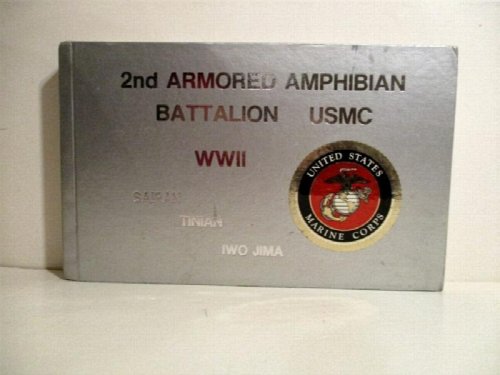 2nd ARMORED AMPHIBIAN
BATTALION USMC
WWII
SAIPAN
TINIAN
IWO JIMA
UNITED STATES
MARINE CORPS